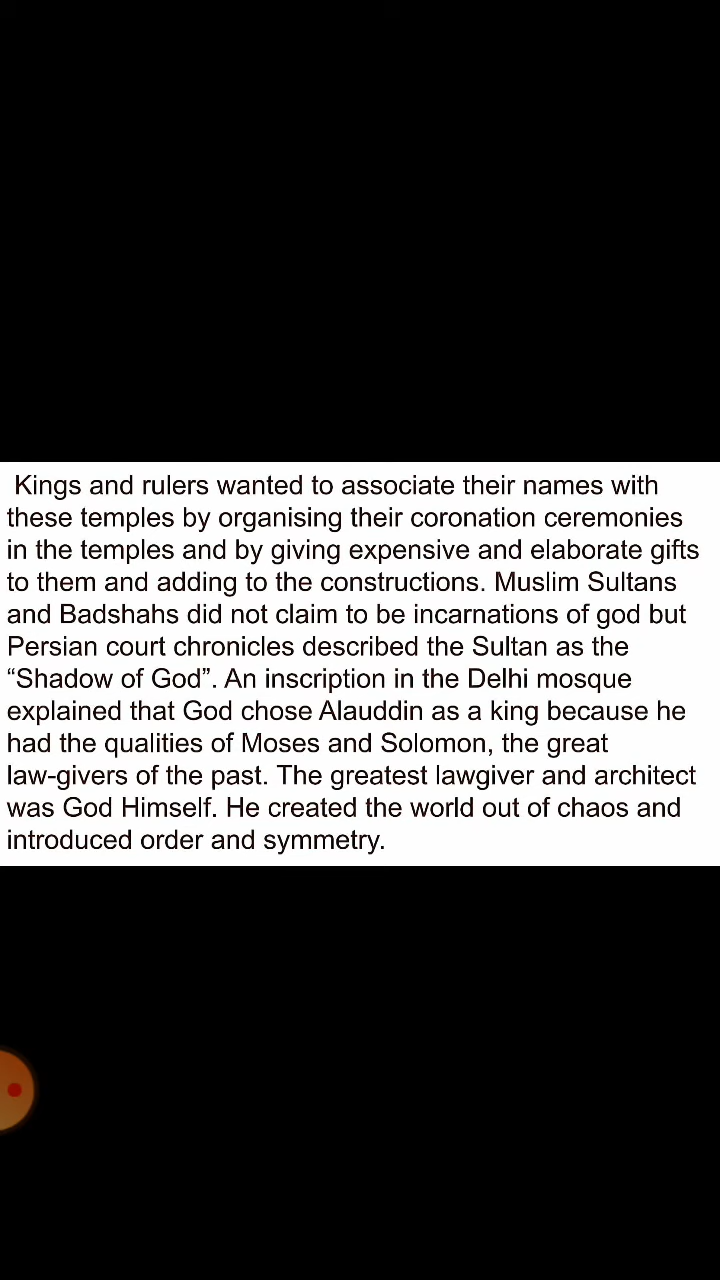 Kings and rulers wanted to associate their names with
these temples by organising their coronation ceremonies
in the temples and by giving expensive and elaborate gifts
to them and adding to the constructions. Muslim Sultans
and Badshahs did not claim to be incarnations of god but
Persian court chronicles described the Sultan as the
“Shadow of God”. An inscription in the Delhi mosque
explained that God chose Alauddin as a king because he
had the qualities of Moses and Solomon, the great
law-givers of the past. The greatest lawgiver and architect
was God Himself. He created the world out of chaos and
introduced order and symmetry.